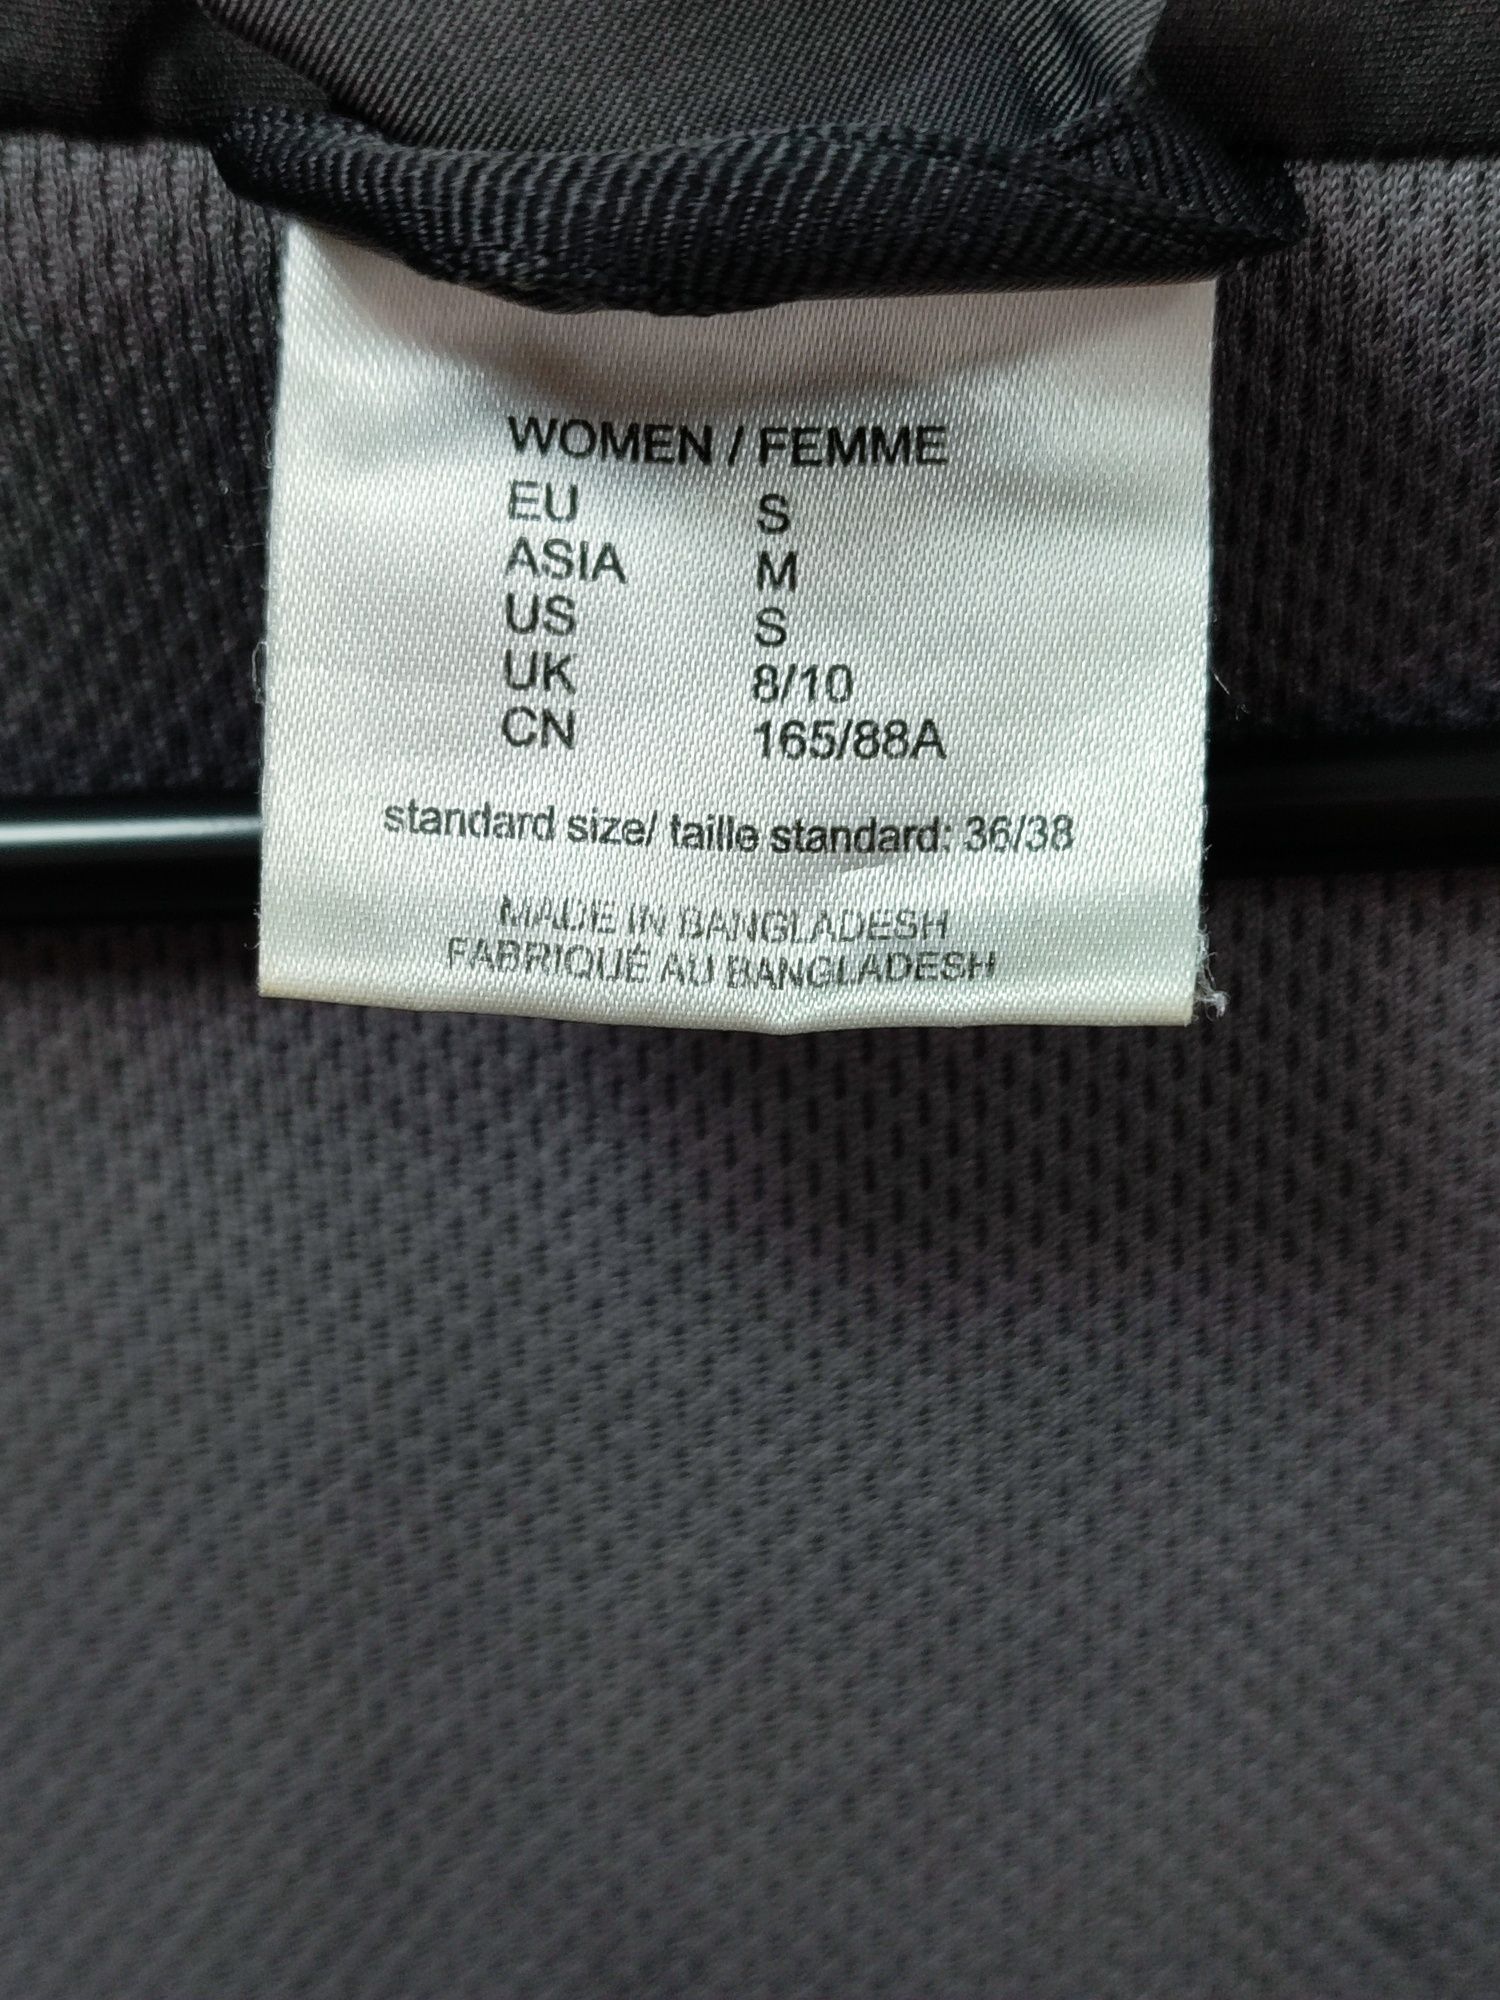 WOMEN / FEMME
EU S
ASIA M
US S
UK 8/10
CN 165/88A
standard size/ taille standard: 36/38
MADE IN BANGLADESH
FABRIQUÉ AU BANGLADESH